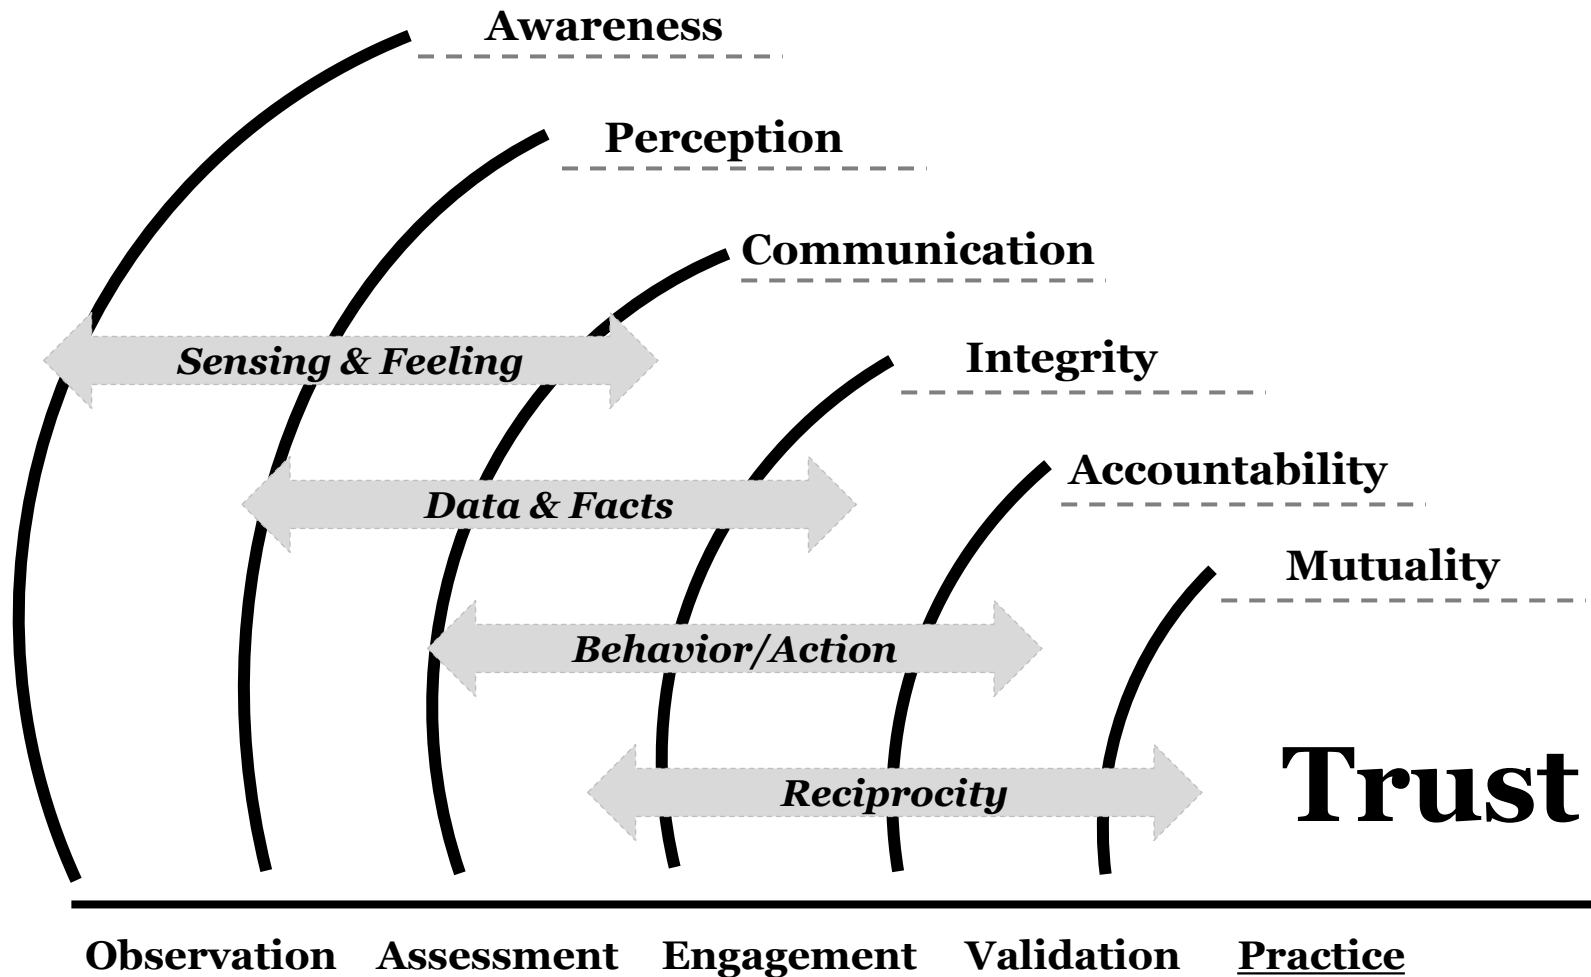 Awareness
Perception
Communication
Sensing & Feeling
Integrity
Accountability
Data & Facts
Mutuality
Behavior/Action
Trust
Reciprocity
Observation Assessment Engagement Validation Practice